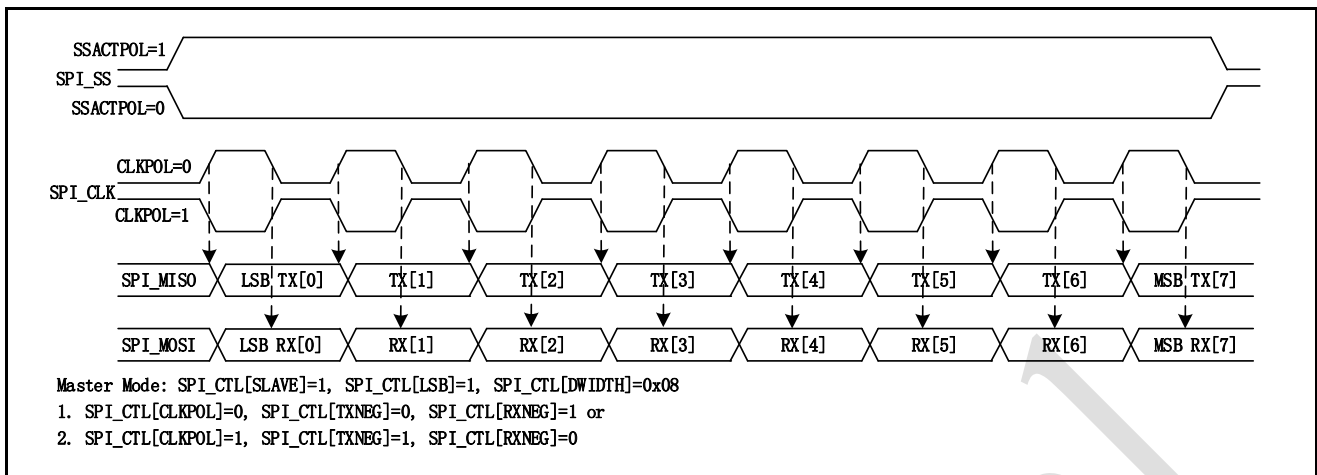 SSACTPOL=1
SPI_SS
SSACTPOL=0
CLKPOL=0
SPI_CLK
CLKPOL=1
SPI_MISO LSB TX[0] TX[1] TX[2] TX[3] TX[4] TX[5] TX[6] MSB TX[7]
SPI_MOSI LSB RX[0] RX[1] RX[2] RX[3] RX[4] RX[5] RX[6] MSB RX[7]
Master Mode: SPI_CTL[SLAVE]=1, SPI_CTL[LSB]=1, SPI_CTL[DWIDTH]=0x08
1. SPI_CTL[CLKPOL]=0, SPI_CTL[TXNEG]=0, SPI_CTL[RXNEG]=1 or
2. SPI_CTL[CLKPOL]=1, SPI_CTL[TXNEG]=1, SPI_CTL[RXNEG]=0